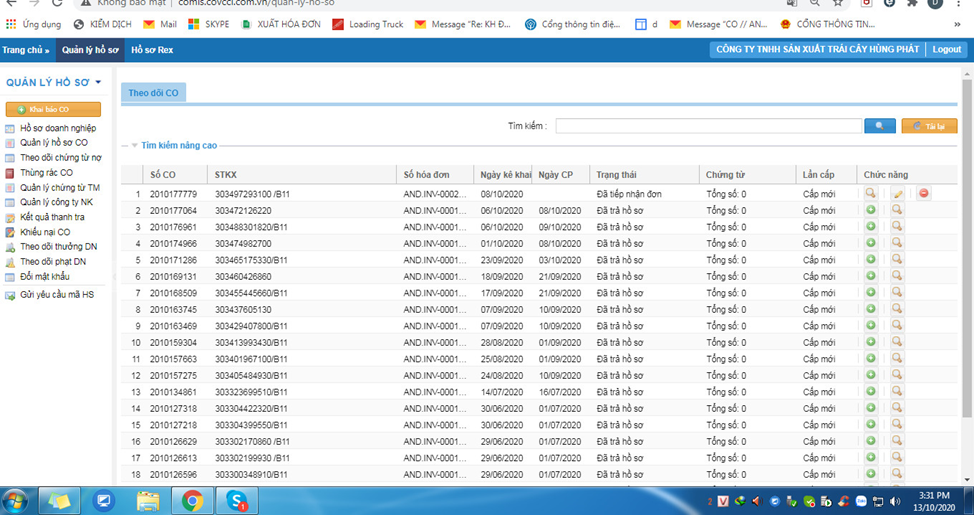 Không bảo mật | comis.covcci.com.vn/quan-ly-ho-so
Ứng dụng KIỂM DỊCH Mail SKYPE XUẤT HÓA ĐƠN Loading Truck Message "Re: KH Đ... Cổng thông tin điệ... d Message "CO // AN... CỔNG THÔNG TIN... »
Trang chủ » Quản lý hồ sơ Hồ sơ Rex CÔNG TY TNHH SẢN XUẤT TRÁI CÂY HÙNG PHÁT Logout
QUẢN LÝ HỒ SƠ
Khai báo CO
Hồ sơ doanh nghiệp
Quản lý hồ sơ CO
Theo dõi chứng từ nợ
Thùng rác CO
Quản lý chứng từ TM
Quản lý công ty NK
Kết quả thanh tra
Khiếu nại CO
Theo dõi thưởng DN
Theo dõi phạt DN
Đổi mật khẩu
Gửi yêu cầu mã HS
Theo dõi CO
Tìm kiếm : Tải lại
Tìm kiếm nâng cao
Số CO STKX Số hóa đơn Ngày kê khai Ngày CP Trạng thái Chứng từ Lần cấp Chức năng
1 2010177779 303497293100 /B11 AND.INV-0002... 08/10/2020 Đã tiếp nhận đơn Tổng số: 0 Cấp mới
2 2010177064 303472126220 AND.INV-0001... 06/10/2020 08/10/2020 Đã trả hồ sơ Tổng số: 0 Cấp mới
3 2010176961 303488301820/B11 AND.INV-0001... 06/10/2020 09/10/2020 Đã trả hồ sơ Tổng số: 0 Cấp mới
4 2010174966 303474982700 AND.INV-0001... 01/10/2020 08/10/2020 Đã trả hồ sơ Tổng số: 0 Cấp mới
5 2010171286 303465175330/B11 AND.INV-0001... 23/09/2020 03/10/2020 Đã trả hồ sơ Tổng số: 0 Cấp mới
6 2010169131 303460426860 AND.INV-0001... 18/09/2020 21/09/2020 Đã trả hồ sơ Tổng số: 0 Cấp mới
7 2010168509 303455445660/B11 AND.INV-0001... 17/09/2020 21/09/2020 Đã trả hồ sơ Tổng số: 0 Cấp mới
8 2010163745 303437605130 AND.INV-0001... 07/09/2020 10/09/2020 Đã trả hồ sơ Tổng số: 0 Cấp mới
9 2010163469 303429407800/B11 AND.INV-0001... 07/09/2020 10/09/2020 Đã trả hồ sơ Tổng số: 0 Cấp mới
10 2010159304 303413993430/B11 AND.INV-0001... 28/08/2020 01/09/2020 Đã trả hồ sơ Tổng số: 0 Cấp mới
11 2010157663 303401967100/B11 AND.INV-0001... 25/08/2020 01/09/2020 Đã trả hồ sơ Tổng số: 0 Cấp mới
12 2010157275 303405484930/B11 AND.INV-0001... 24/08/2020 10/09/2020 Đã trả hồ sơ Tổng số: 0 Cấp mới
13 2010134861 303323699510/B11 AND.INV-0001... 14/07/2020 16/07/2020 Đã trả hồ sơ Tổng số: 0 Cấp mới
14 2010127318 303304422320/B11 AND.INV-0001... 30/06/2020 01/07/2020 Đã trả hồ sơ Tổng số: 0 Cấp mới
15 2010127218 303304399550/B11 AND.INV-0001... 30/06/2020 01/07/2020 Đã trả hồ sơ Tổng số: 0 Cấp mới
16 2010126629 303302170860 /B11 AND.INV-0001... 29/06/2020 01/07/2020 Đã trả hồ sơ Tổng số: 0 Cấp mới
17 2010126613 303302199930 /B11 AND.INV-0001... 29/06/2020 01/07/2020 Đã trả hồ sơ Tổng số: 0 Cấp mới
18 2010126596 303300348910/B11 AND.INV-0001... 29/06/2020 01/07/2020 Đã trả hồ sơ Tổng số: 0 Cấp mới
3:31 PM
13/10/2020